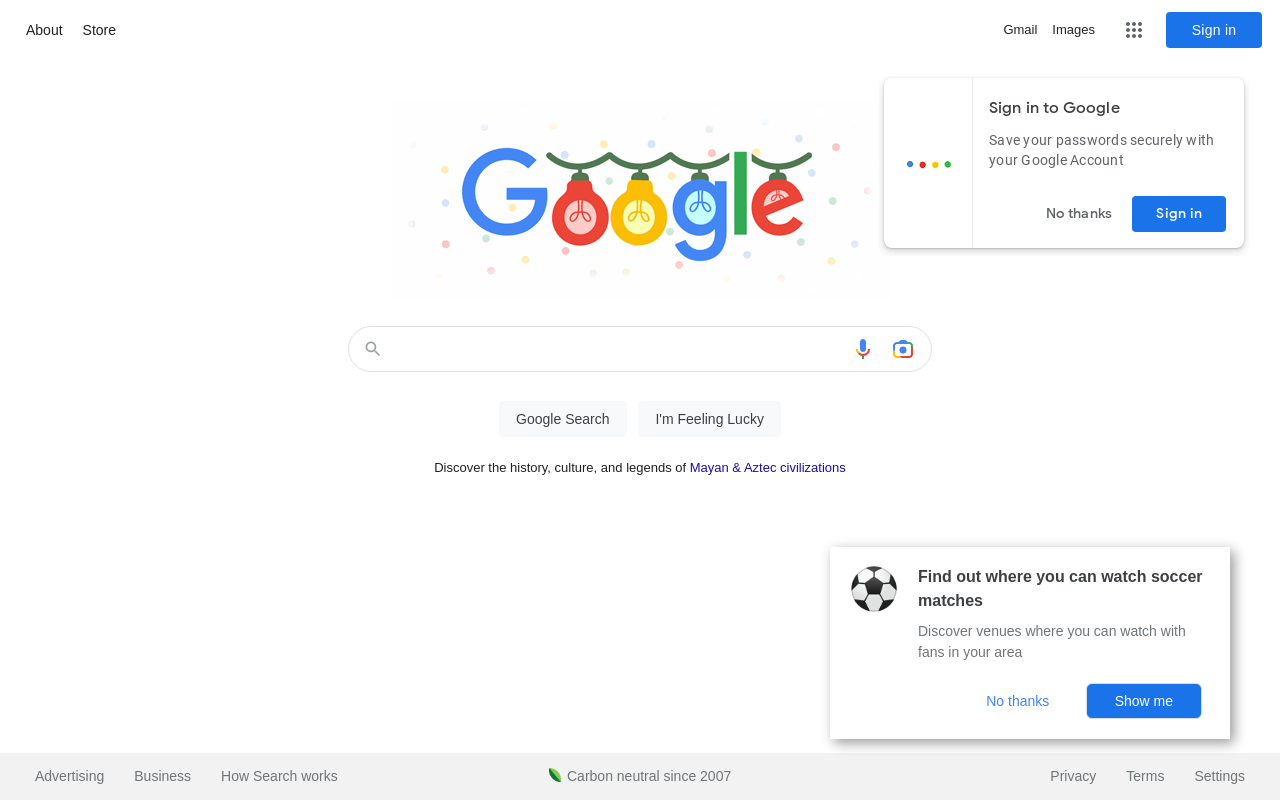 About
Store
Gmail
Images
Sign in
Google
Sign in to Google
Save your passwords securely with
your Google Account
No thanks
Sign in
Google Search
I'm Feeling Lucky
Discover the history, culture, and legends of Mayan & Aztec civilizations
Find out where you can watch soccer
matches
Discover venues where you can watch with
fans in your area
No thanks
Show me
Advertising
Business
How Search works
Carbon neutral since 2007
Privacy
Terms
Settings